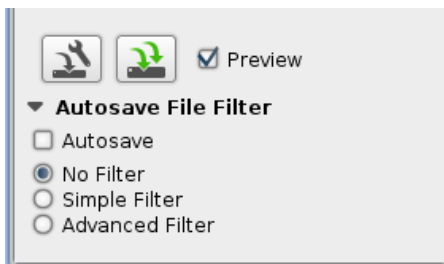 Preview
Autosave File Filter
Autosave
No Filter
Simple Filter
Advanced Filter